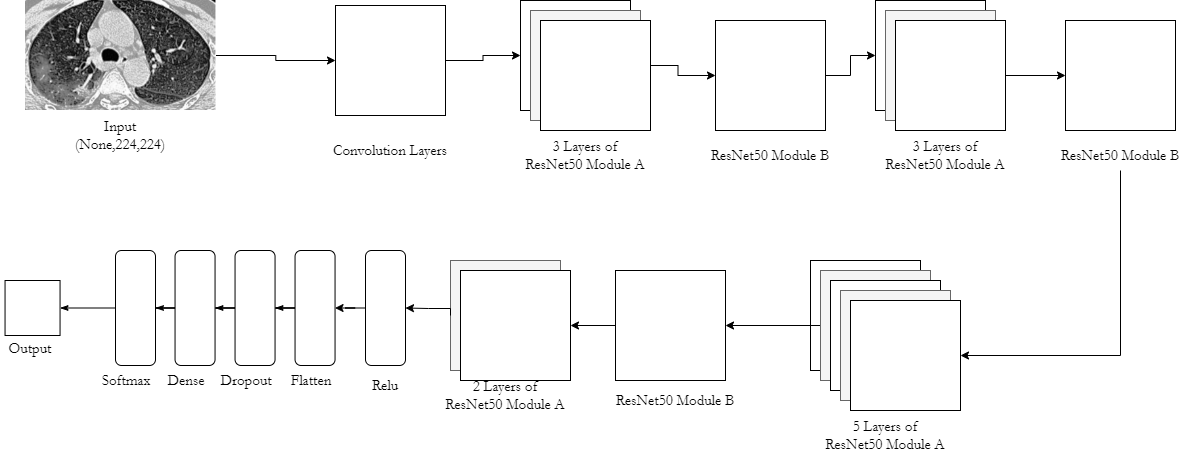 Input
(None,224,224)
Convolution Layers
3 Layers of
ResNet50 Module A
ResNet50 Module B
3 Layers of
ResNet50 Module A
ResNet50 Module B
5 Layers of
ResNet50 Module A
ResNet50 Module B
2 Layers of
ResNet50 Module A
Relu
Flatten
Dropout
Dense
Softmax
Output